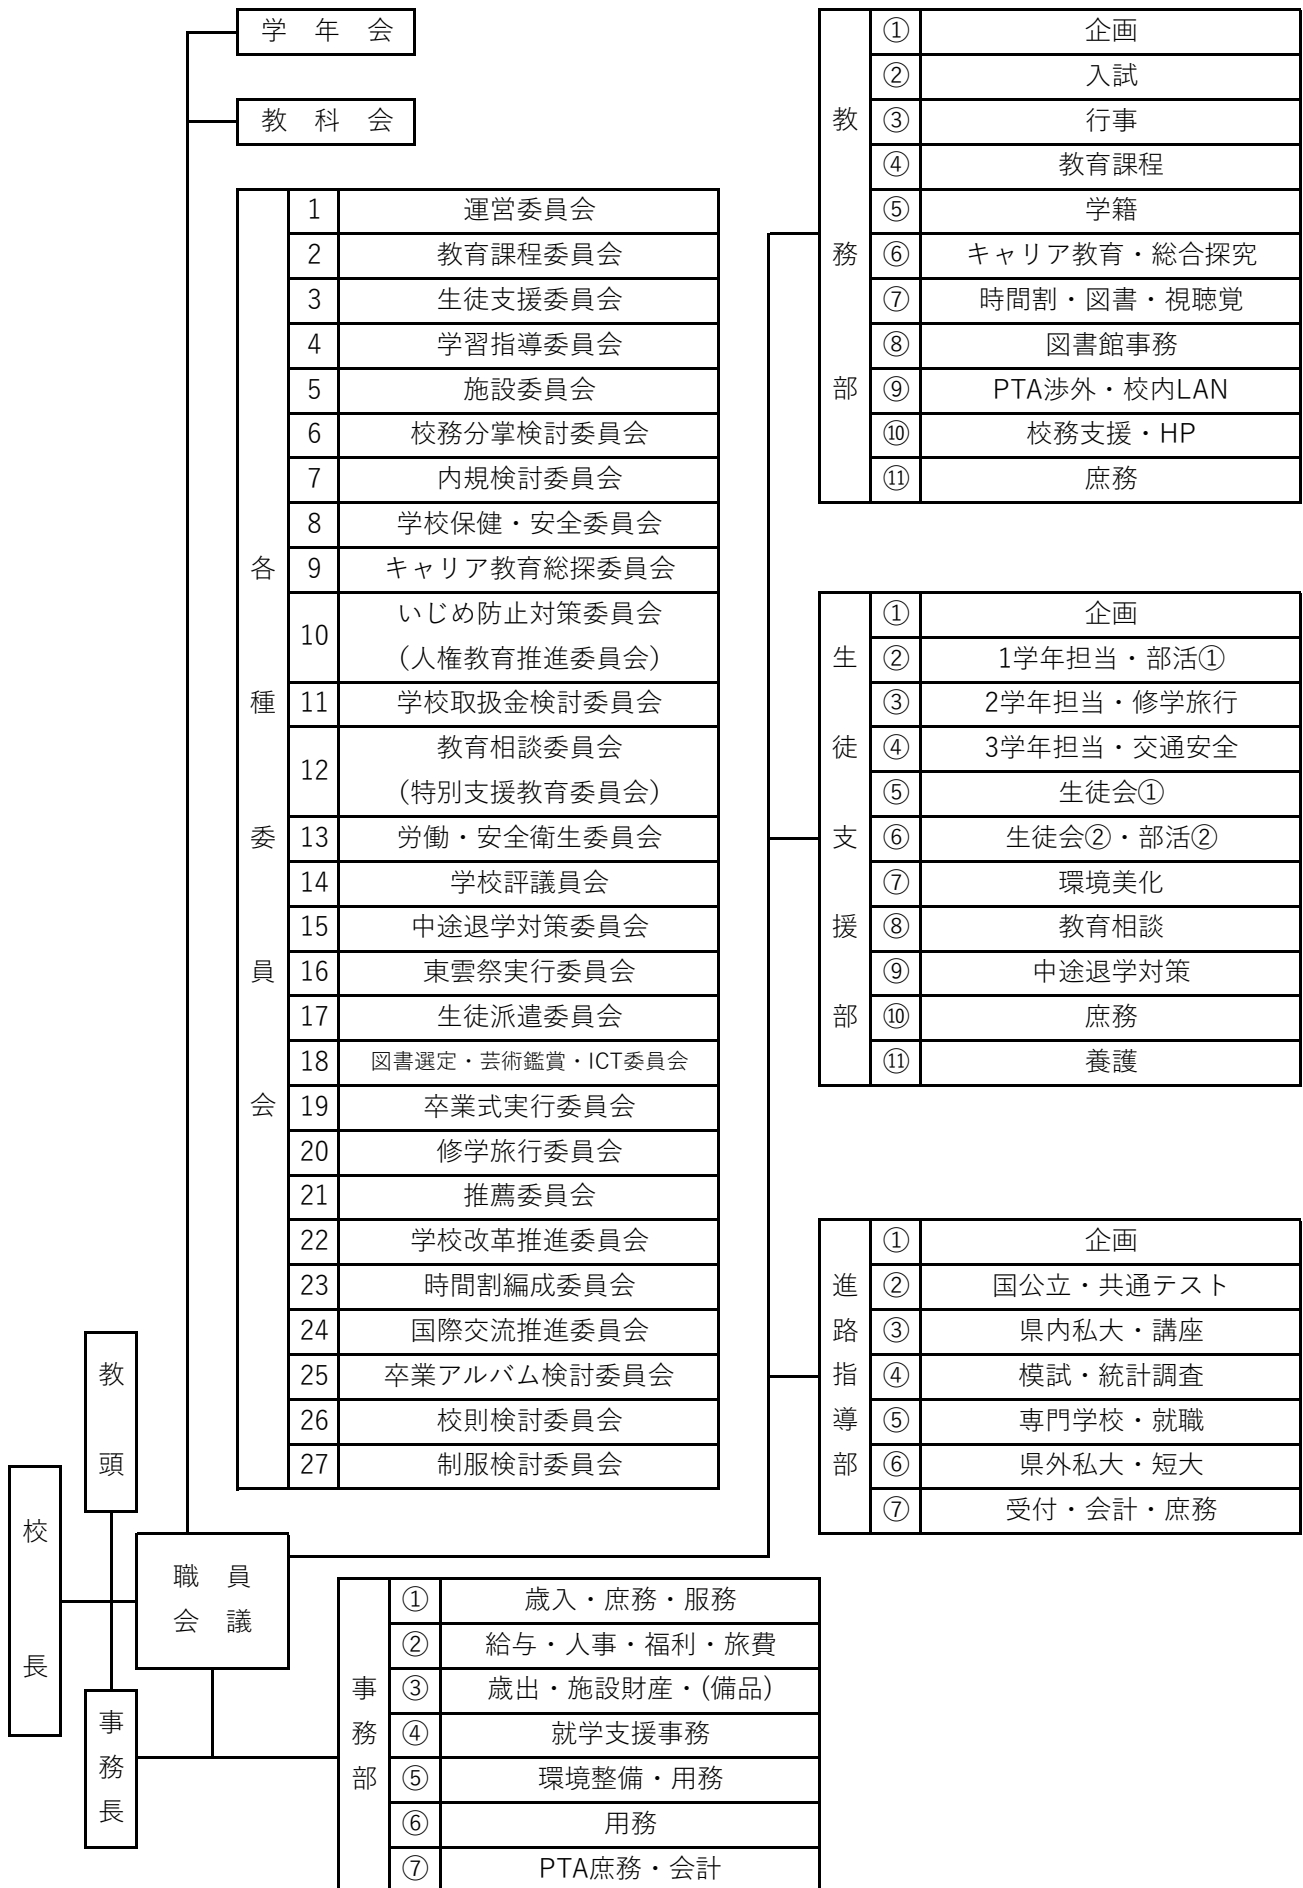 学　年　会
教　科　会
各種委員会
1 運営委員会
2 教育課程委員会
3 生徒支援委員会
4 学習指導委員会
5 施設委員会
6 校務分掌検討委員会
7 内規検討委員会
8 学校保健・安全委員会
9 キャリア教育総探委員会
10 いじめ防止対策委員会
(人権教育推進委員会)
11 学校取扱金検討委員会
12 教育相談委員会
(特別支援教育委員会)
13 労働・安全衛生委員会
14 学校評議員会
15 中途退学対策委員会
16 東雲祭実行委員会
17 生徒派遣委員会
18 図書選定・芸術鑑賞・ICT委員会
19 卒業式実行委員会
20 修学旅行委員会
21 推薦委員会
22 学校改革推進委員会
23 時間割編成委員会
24 国際交流推進委員会
25 卒業アルバム検討委員会
26 校則検討委員会
27 制服検討委員会
教務部
① 企画
② 入試
③ 行事
④ 教育課程
⑤ 学籍
⑥ キャリア教育・総合探究
⑦ 時間割・図書・視聴覚
⑧ 図書館事務
⑨ PTA渉外・校内LAN
⑩ 校務支援・HP
⑪ 庶務
生徒支援部
① 企画
② 1学年担当・部活①
③ 2学年担当・修学旅行
④ 3学年担当・交通安全
⑤ 生徒会①
⑥ 生徒会②・部活②
⑦ 環境美化
⑧ 教育相談
⑨ 中途退学対策
⑩ 庶務
⑪ 養護
進路指導部
① 企画
② 国公立・共通テスト
③ 県内私大・講座
④ 模試・統計調査
⑤ 専門学校・就職
⑥ 県外私大・短大
⑦ 受付・会計・庶務
教頭
校長
職　員
会　議
事務長
事務部
① 歳入・庶務・服務
② 給与・人事・福利・旅費
③ 歳出・施設財産・(備品)
④ 就学支援事務
⑤ 環境整備・用務
⑥ 用務
⑦ PTA庶務・会計